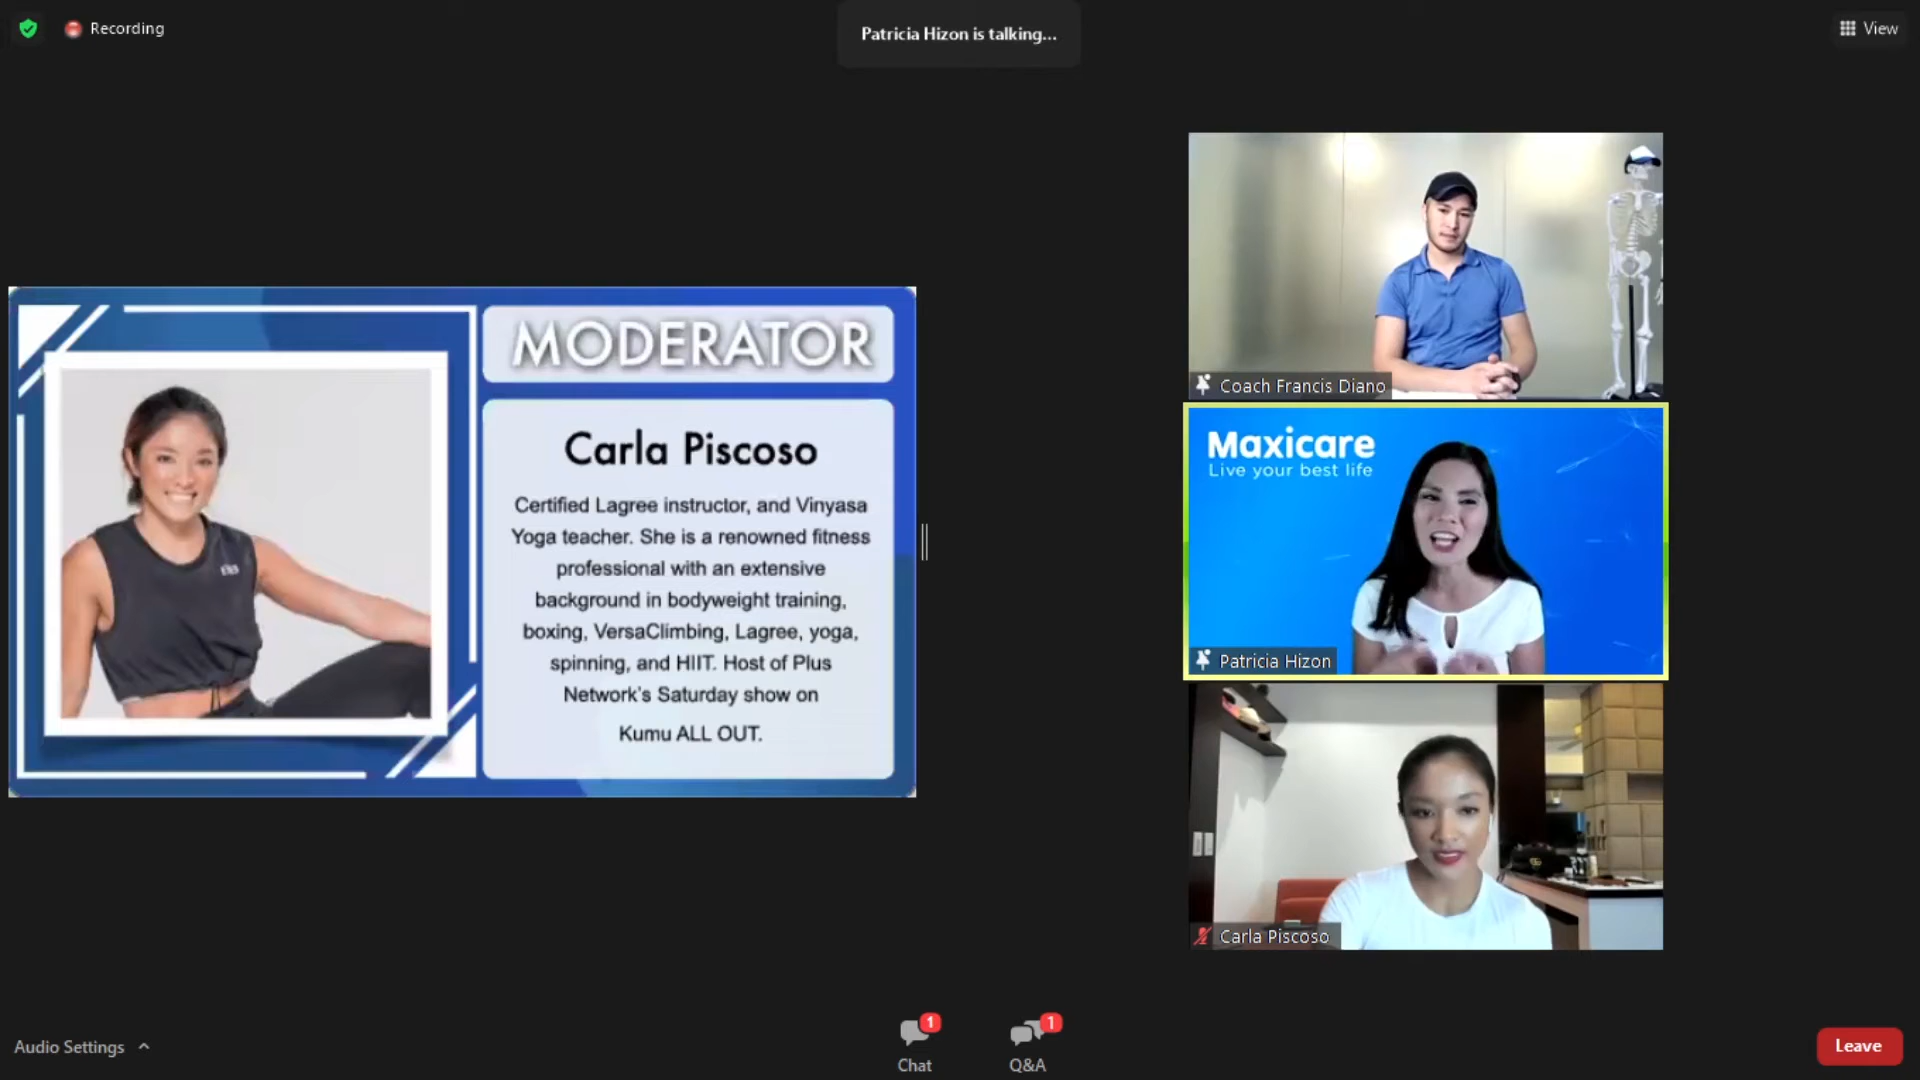 Recording
Patricia Hizon is talking...
View
MODERATOR
Carla Piscoso
Certified Lagree instructor, and Vinyasa
Yoga teacher. She is a renowned fitness
professional with an extensive
background in bodyweight training,
boxing, VersaClimbing, Lagree, yoga,
spinning, and HIIT. Host of Plus
Network's Saturday show on
Kumu ALL OUT.
Coach Francis Diano
Maxicare
Live your best life
Patricia Hizon
Carla Piscoso
Audio Settings
1
Chat
1
Q&A
Leave